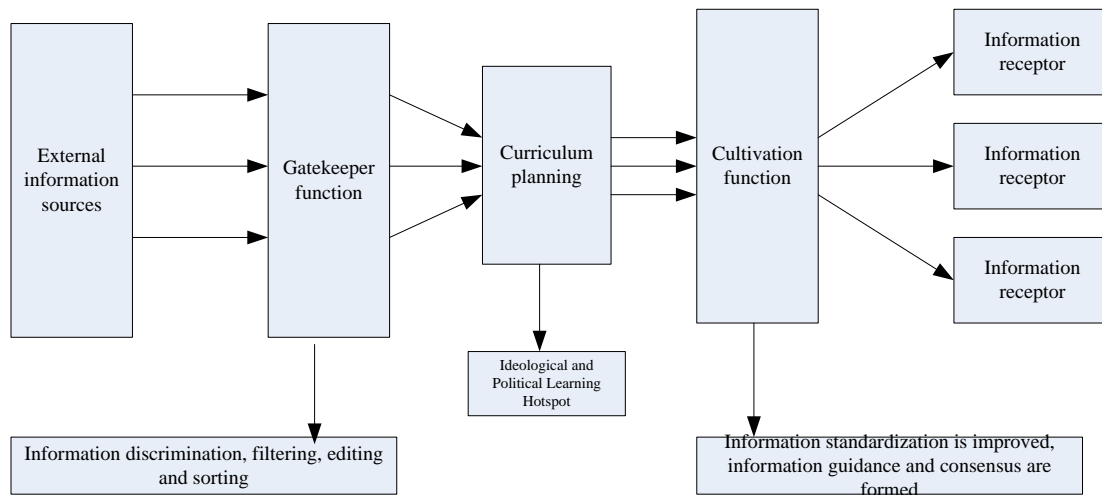 External
information
sources
Gatekeeper
function
Curriculum
planning
Cultivation
function
Information
receptor
Information
receptor
Information
receptor
Ideological and
Political Learning
Hotspot
Information discrimination, filtering, editing
and sorting
Information standardization is improved,
information guidance and consensus are
formed